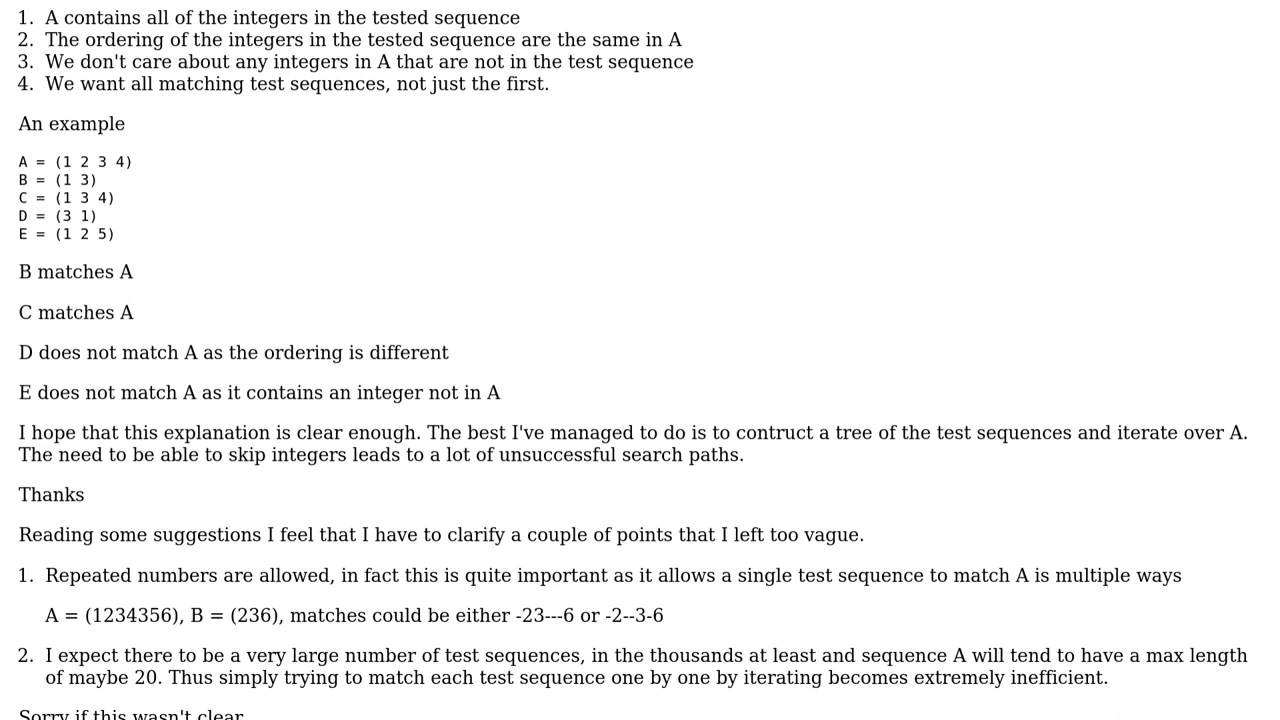 1. A contains all of the integers in the tested sequence
2. The ordering of the integers in the tested sequence are the same in A
3. We don't care about any integers in A that are not in the test sequence
4. We want all matching test sequences, not just the first.
An example
A = (1 2 3 4)
B = (1 3)
C = (1 3 4)
D = (3 1)
E = (1 2 5)
B matches A
C matches A
D does not match A as the ordering is different
E does not match A as it contains an integer not in A
I hope that this explanation is clear enough. The best I've managed to do is to contruct a tree of the test sequences and iterate over A.
The need to be able to skip integers leads to a lot of unsuccessful search paths.
Thanks
Reading some suggestions I feel that I have to clarify a couple of points that I left too vague.
1. Repeated numbers are allowed, in fact this is quite important as it allows a single test sequence to match A is multiple ways
A = (1234356), B = (236), matches could be either -23---6 or -2--3-6
2. I expect there to be a very large number of test sequences, in the thousands at least and sequence A will tend to have a max length
of maybe 20. Thus simply trying to match each test sequence one by one by iterating becomes extremely inefficient.
Sorry if this wasn't clear